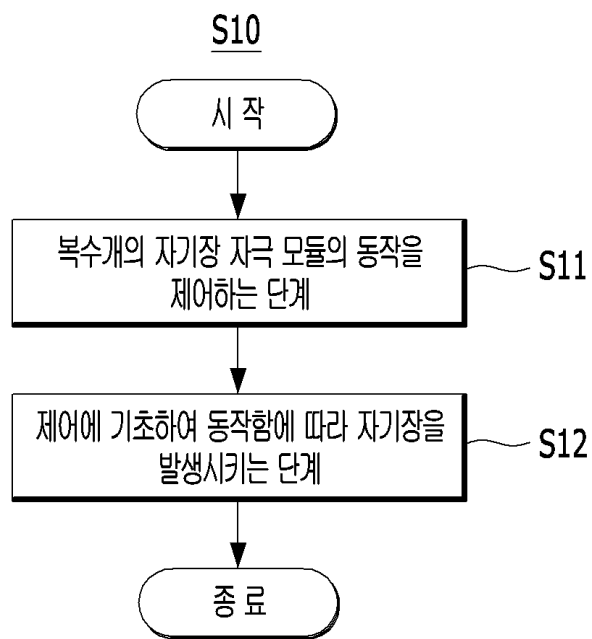 S10
시 작
복수개의 자기장 자극 모듈의 동작을
제어하는 단계
S11
제어에 기초하여 동작함에 따라 자기장을
발생시키는 단계
S12
종 료